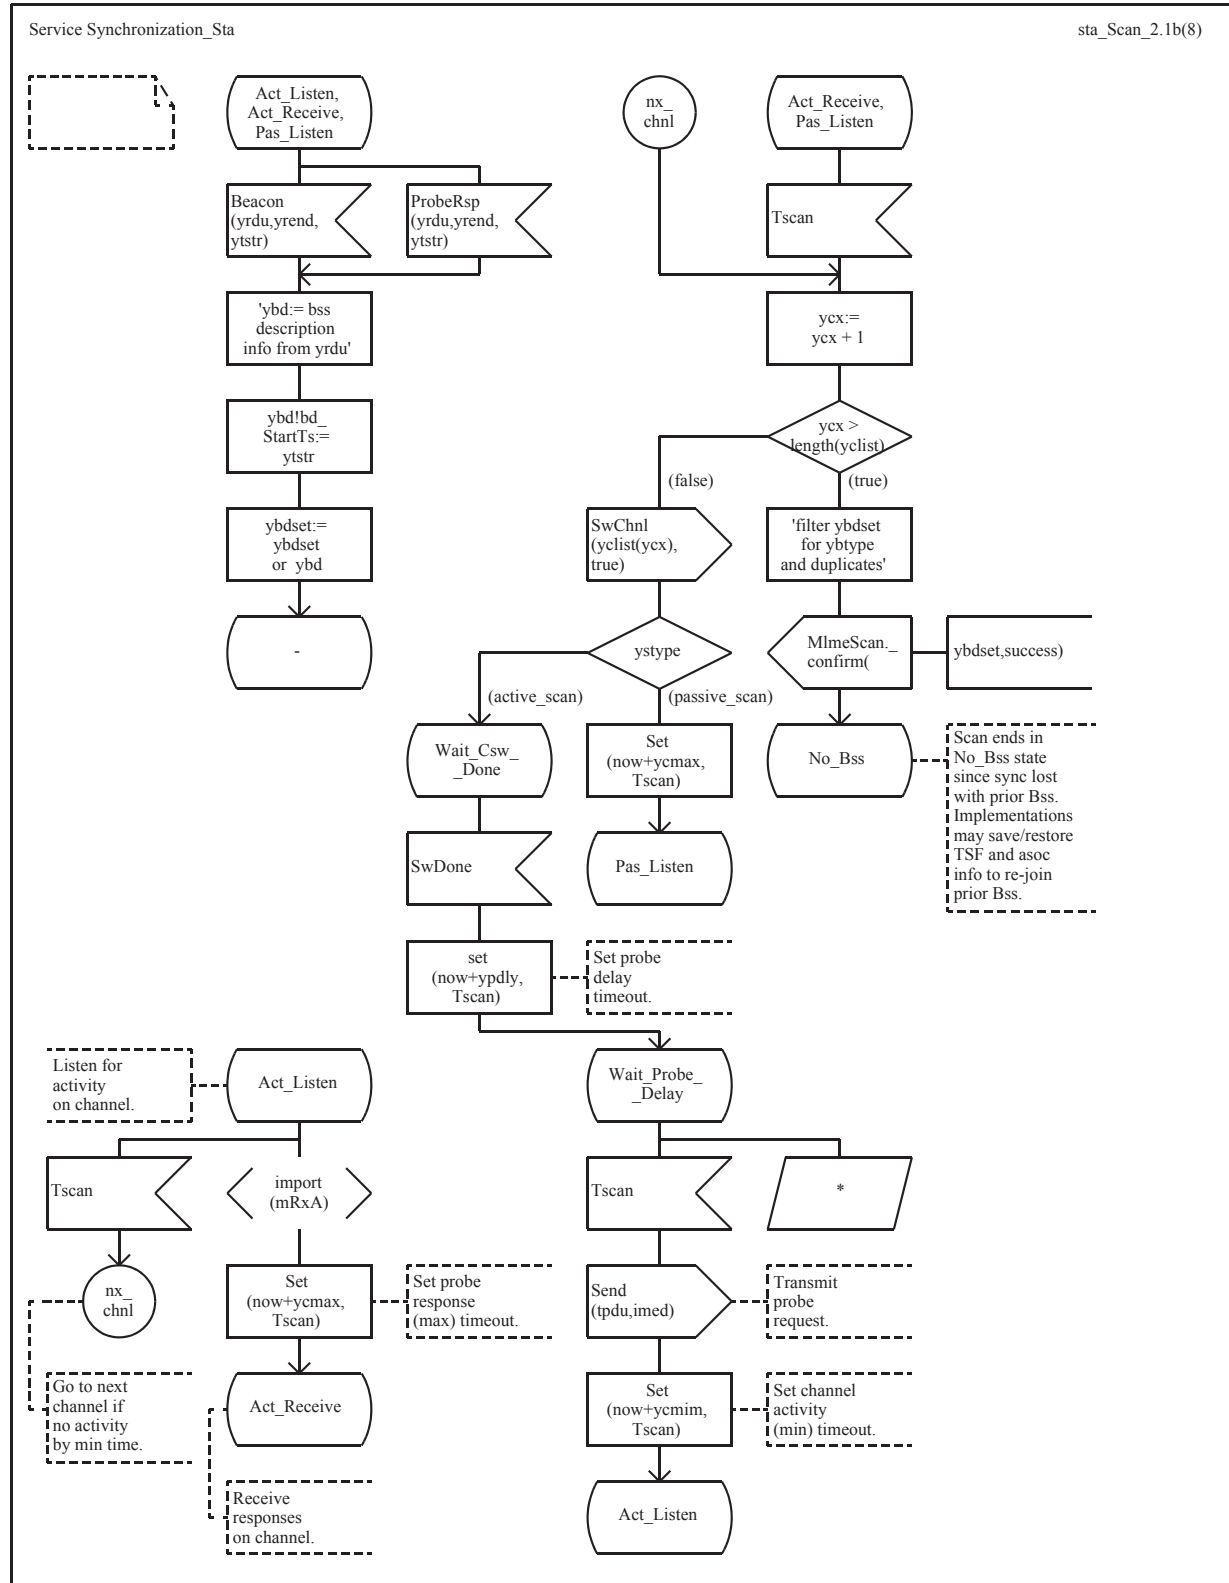 Service Synchronization_Sta
sta_Scan_2.1b(8)
Act_Listen,
Act_Receive,
Pas_Listen
nx_
chnl
Act_Receive,
Pas_Listen
Beacon
(yrdu,yrend,
ytstr)
ProbeRsp
(yrdu,yrend,
ytstr)
Tscan
'ybd:= bss
description
info from yrdu'
ycx:=
ycx + 1
ybd!bd_
StartTs:=
ytstr
ycx >
length(yclist)
(false)
(true)
ybdset:=
ybdset
or ybd
SwChnl
(yclist(ycx),
true)
'filter ybdset
for ybtype
and duplicates'
-
ystype
MlmeScan._
confirm(
ybdset,success)
(active_scan)
(passive_scan)
Wait_Csw_
_Done
Set
(now+ycmax,
Tscan)
No_Bss
Scan ends in
No_Bss state
since sync lost
with prior Bss.
Implementations
may save/restore
TSF and asoc
info to re-join
prior Bss.
SwDone
Pas_Listen
set
(now+ypdly,
Tscan)
Set probe
delay
timeout.
Listen for
activity
on channel.
Act_Listen
Wait_Probe_
_Delay
Tscan
import
(mRxA)
Tscan
*
nx_
chnl
Set
(now+ycmax,
Tscan)
Set probe
response
(max) timeout.
Send
(tpdu,imed)
Transmit
probe
request.
Go to next
channel if
no activity
by min time.
Act_Receive
Set
(now+ycmim,
Tscan)
Set channel
activity
(min) timeout.
Receive
responses
on channel.
Act_Listen